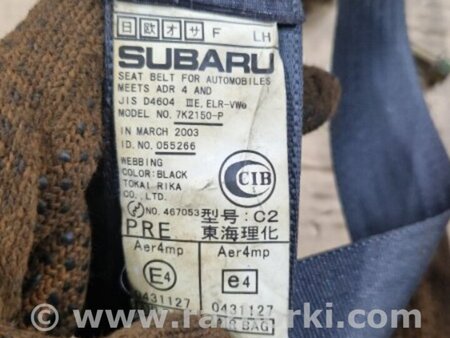 日 欧 オ サ F LH
SUBARU
SEAT BELT FOR AUTOMOBILES
MEETS ADR 4 AND
JIS D4604 ⅢE, ELR-VW6
MODEL NO. 7K2150-P
IN MARCH 2003
ID. NO. 055266
WEBBING
COLOR: BLACK
TOKAI RIKA
CO., LTD.
CIB
NO. 467053 型号: C2
PRE 東海理化
Aer4mp Aer4mp
E4 e4
0431127 0431127
BAG
www.razborki.com